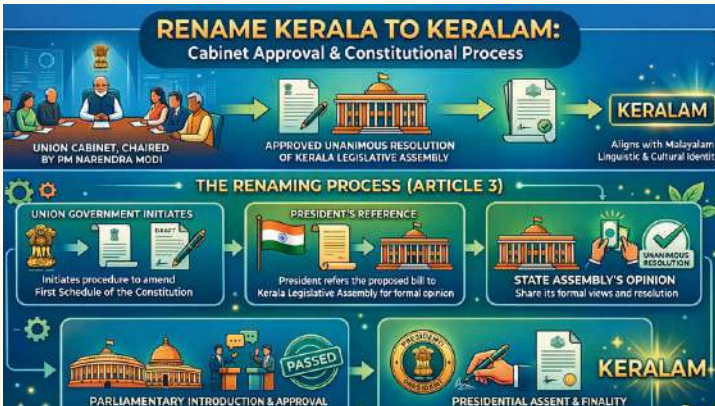 RENAME KERALA TO KERALAM:
Cabinet Approval & Constitutional Process
UNION CABINET, CHAIRED
BY PM NARENDRA MODI
APPROVED UNANIMOUS RESOLUTION
OF KERALA LEGISLATIVE ASSEMBLY
KERALAM
Aligns with Malayalam
Linguistic & Cultural Identit
THE RENAMING PROCESS (ARTICLE 3)
UNION GOVERNMENT INITIATES
DRAFT
Initiates procedure to amend
First Schedule of the Constitution
PRESIDENT'S REFERENCE
President refers the proposed bill to
Kerala Legislative Assembly for formal opinion
UNANIMOUS
RESOLUTION
STATE ASSEMBLY'S OPINION
Share its formal views and resolution
PASSED
PARLIAMENTARY INTRODUCTION & APPROVAL
PRESIDENTIAL ASSENT & FINALITY
KERALAM